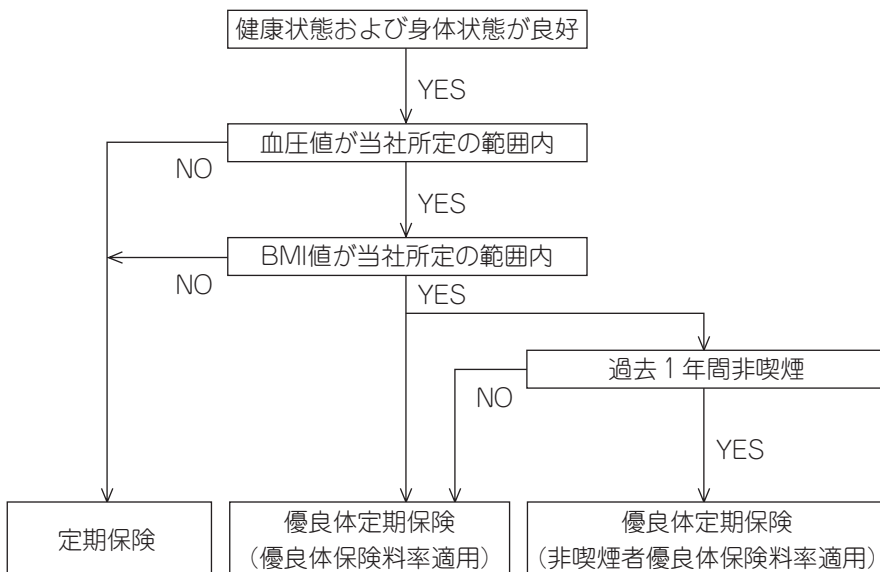 健康状態および身体状態が良好
YES
血圧値が当社所定の範囲内
NO
YES
BMI値が当社所定の範囲内
NO
YES
過去1年間非喫煙
NO
YES
定期保険
優良体定期保険
（優良体保険料率適用）
優良体定期保険
（非喫煙者優良体保険料率適用）